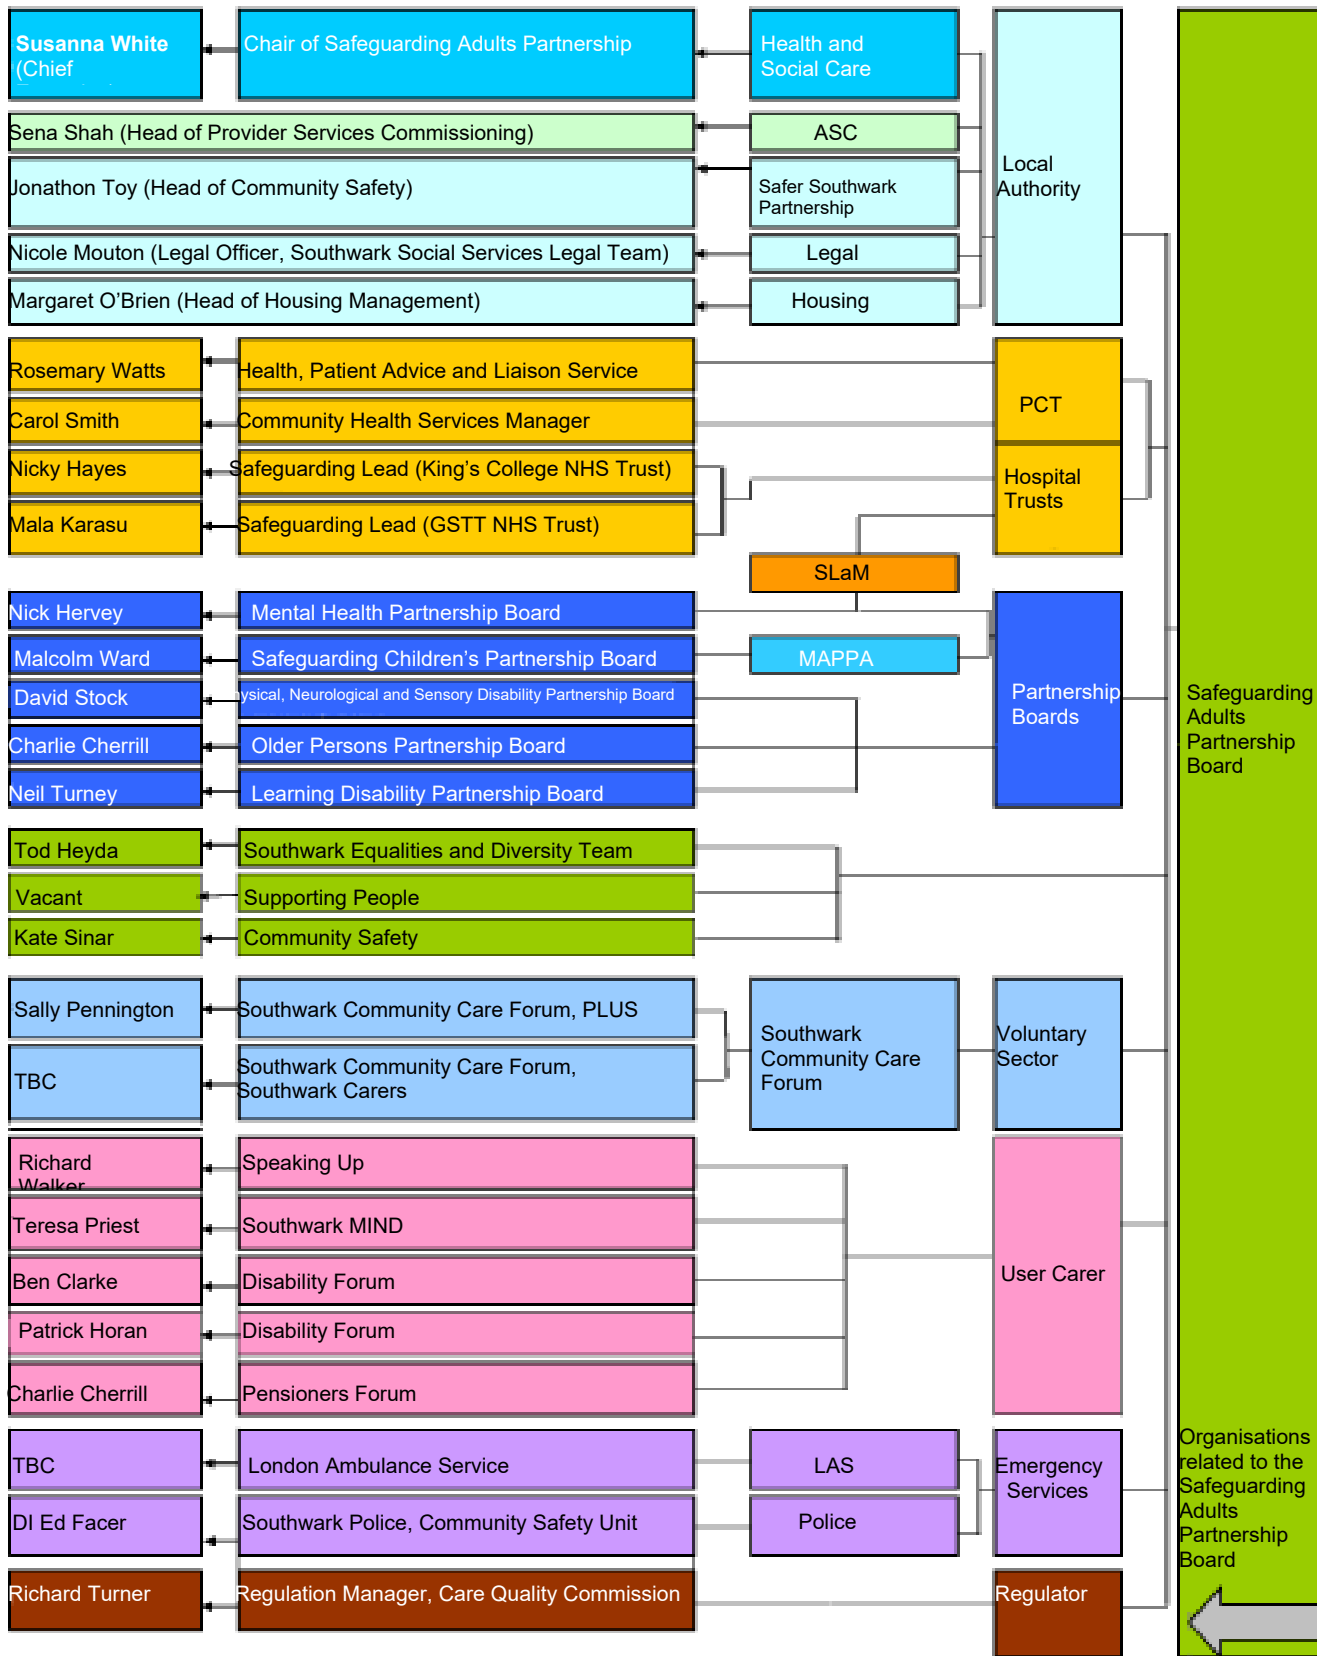 Susanna White
(Chief
Chair of Safeguarding Adults Partnership
Health and
Social Care
Sena Shah (Head of Provider Services Commissioning)
ASC
Jonathon Toy (Head of Community Safety)
Safer Southwark
Partnership
Nicole Mouton (Legal Officer, Southwark Social Services Legal Team)
Legal
Margaret O’Brien (Head of Housing Management)
Housing
Local
Authority
Rosemary Watts
Health, Patient Advice and Liaison Service
Carol Smith
Community Health Services Manager
PCT
Nicky Hayes
Safeguarding Lead (King’s College NHS Trust)
Mala Karasu
Safeguarding Lead (GSTT NHS Trust)
Hospital
Trusts
SLaM
Nick Hervey
Mental Health Partnership Board
Malcolm Ward
Safeguarding Children’s Partnership Board
MAPPA
David Stock
ysical, Neurological and Sensory Disability Partnership Board
Charlie Cherrill
Older Persons Partnership Board
Neil Turney
Learning Disability Partnership Board
Partnership
Boards
Safeguarding
Adults
Partnership
Board
Tod Heyda
Southwark Equalities and Diversity Team
Vacant
Supporting People
Kate Sinar
Community Safety
Sally Pennington
Southwark Community Care Forum, PLUS
TBC
Southwark Community Care Forum,
Southwark Carers
Southwark
Community Care
Forum
Voluntary
Sector
Richard
Walker
Speaking Up
Teresa Priest
Southwark MIND
Ben Clarke
Disability Forum
Patrick Horan
Disability Forum
Charlie Cherrill
Pensioners Forum
User Carer
TBC
London Ambulance Service
LAS
DI Ed Facer
Southwark Police, Community Safety Unit
Police
Emergency
Services
Richard Turner
Regulation Manager, Care Quality Commission
Regulator
Organisations
related to the
Safeguarding
Adults
Partnership
Board